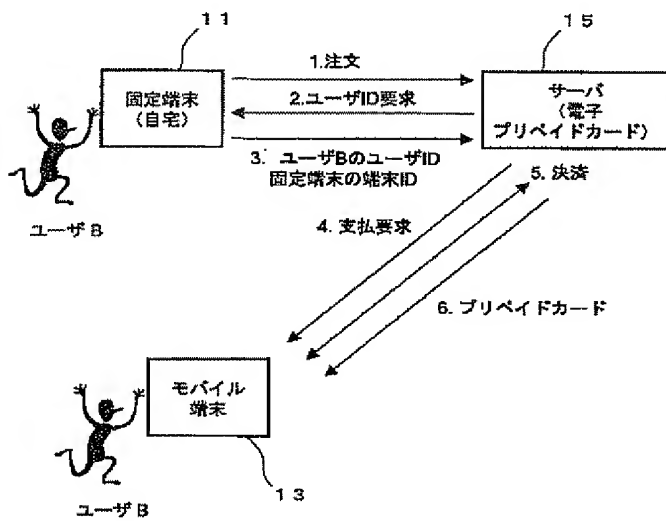 11
15
固定端末
（自宅）
1.注文
2.ユーザID要求
3. ユーザBのユーザID
固定端末の端末ID
サーバ
（電子
プリペイドカード）
ユーザB
5. 決済
4. 支払要求
6. プリペイドカード
モバイル
端末
13
ユーザB